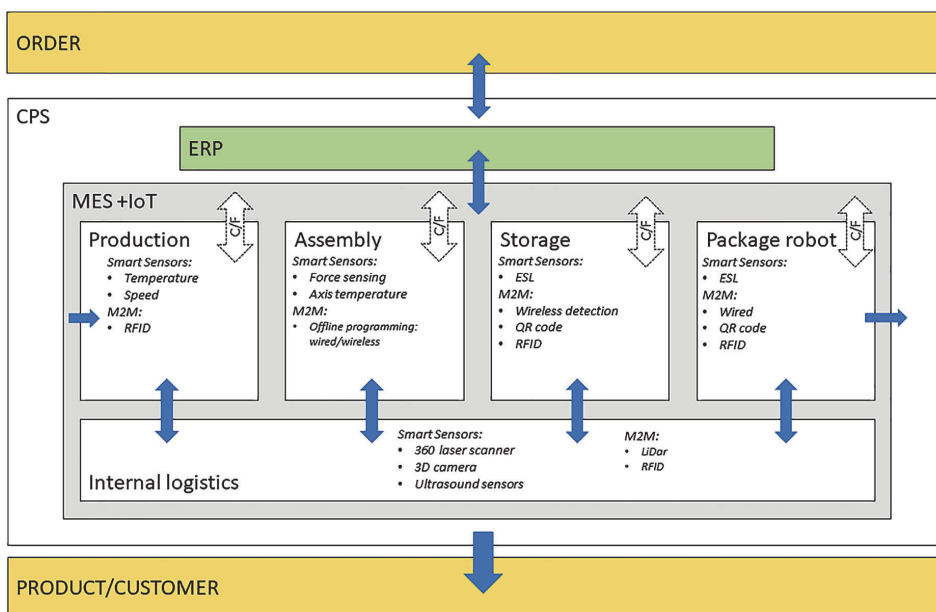 ORDER
CPS
ERP
MES +IoT
C/F
Production
Smart Sensors:
• Temperature
• Speed
M2M:
• RFID
C/F
Assembly
Smart Sensors:
• Force sensing
• Axis temperature
M2M:
• Offline programming:
wired/wireless
C/F
Storage
Smart Sensors:
• ESL
M2M:
• Wireless detection
• QR code
• RFID
C/F
Package robot
Smart Sensors:
• ESL
M2M:
• Wired
• QR code
• RFID
Internal logistics
Smart Sensors:
• 360 laser scanner
• 3D camera
• Ultrasound sensors
M2M:
• LiDar
• RFID
PRODUCT/CUSTOMER